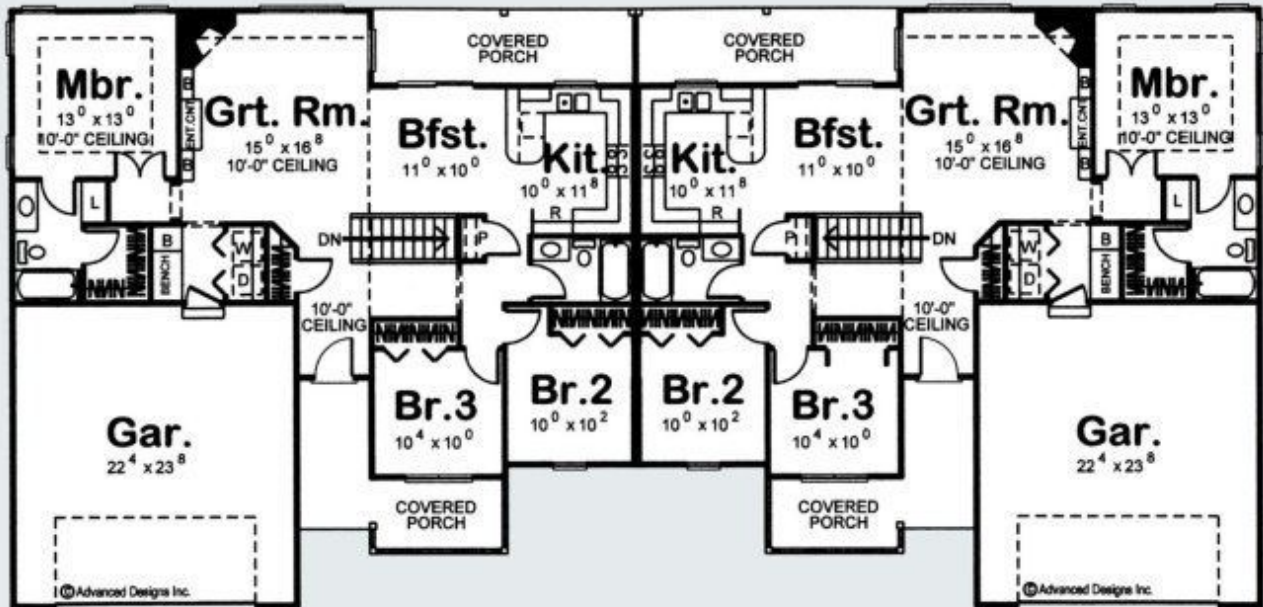 Mbr.
13⁰ x 13⁰
10'-0" CEILING
L
B
ENT.CNT
B
Grt. Rm.
15⁰ x 16⁸
10'-0" CEILING
COVERED
PORCH
Bfst.
11⁰ x 10⁰
Kit.
10⁰ x 11⁸
R
DN
P
B
BENCH
W
D
10'-0"
CEILING
Br.3
10⁴ x 10⁰
Br.2
10⁰ x 10²
Gar.
22⁴ x 23⁸
COVERED
PORCH
©Advanced Designs Inc.
COVERED
PORCH
Kit.
10⁰ x 11⁸
R
Bfst.
11⁰ x 10⁰
Grt. Rm.
15⁰ x 16⁸
10'-0" CEILING
B
ENT.CNT
B
Mbr.
13⁰ x 13⁰
10'-0" CEILING
L
P
DN
W
D
B
BENCH
10'-0"
CEILING
Br.2
10⁰ x 10²
Br.3
10⁴ x 10⁰
Gar.
22⁴ x 23⁸
COVERED
PORCH
©Advanced Designs Inc.